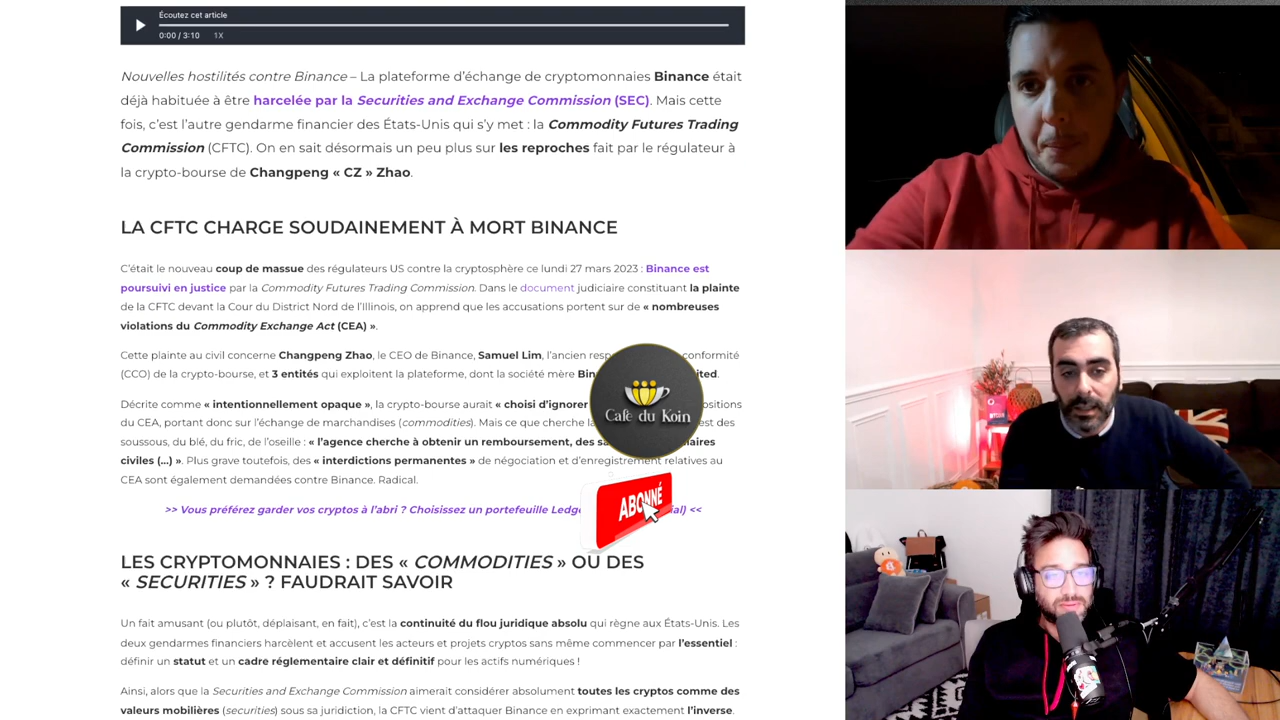 Écoutez cet article
0:00 / 3:10 1X
Nouvelles hostilités contre Binance – La plateforme d'échange de cryptomonnaies Binance était
déjà habituée à être harcelée par la Securities and Exchange Commission (SEC). Mais cette
fois, c'est l'autre gendarme financier des États-Unis qui s'y met : la Commodity Futures Trading
Commission (CFTC). On en sait désormais un peu plus sur les reproches fait par le régulateur à
la crypto-bourse de Changpeng « CZ » Zhao.
LA CFTC CHARGE SOUDAINEMENT À MORT BINANCE
C'était le nouveau coup de massue des régulateurs US contre la cryptosphère ce lundi 27 mars 2023 : Binance est
poursuivi en justice par la Commodity Futures Trading Commission. Dans le document judiciaire constituant la plainte
de la CFTC devant la Cour du District Nord de l'Illinois, on apprend que les accusations portent sur de « nombreuses
violations du Commodity Exchange Act (CEA) ».
Cette plainte au civil concerne Changpeng Zhao, le CEO de Binance, Samuel Lim, l'ancien conformité
(CCO) de la crypto-bourse, et 3 entités qui exploitent la plateforme, dont la société mère
Décrite comme « intentionnellement opaque », la crypto-bourse aurait « choisi d'ignorer
du CEA, portant donc sur l'échange de marchandises (commodities). Mais ce que cherche est des
soussous, du blé, du fric, de l'oseille : « l'agence cherche à obtenir un remboursement, des
civiles (...) ». Plus grave toutefois, des « interdictions permanentes » de négociation et d'enregistrement relatives au
CEA sont également demandées contre Binance. Radical.
>> Vous préférez garder vos cryptos à l'abri ? Choisissez un portefeuille <<
Café du Koin
ABONNÉ
LES CRYPTOMONNAIES : DES « COMMODITIES » OU DES
« SECURITIES » ? FAUDRAIT SAVOIR
Un fait amusant (ou plutôt, déplaisant, en fait), c'est la continuité du flou juridique absolu qui règne aux États-Unis. Les
deux gendarmes financiers harcèlent et accusent les acteurs et projets cryptos sans même commencer par l'essentiel :
définir un statut et un cadre réglementaire clair et définitif pour les actifs numériques !
Ainsi, alors que la Securities and Exchange Commission aimerait considérer absolument toutes les cryptos comme des
valeurs mobilières (securities) sous sa juridiction, la CFTC vient d'attaquer Binance en exprimant exactement l'inverse.